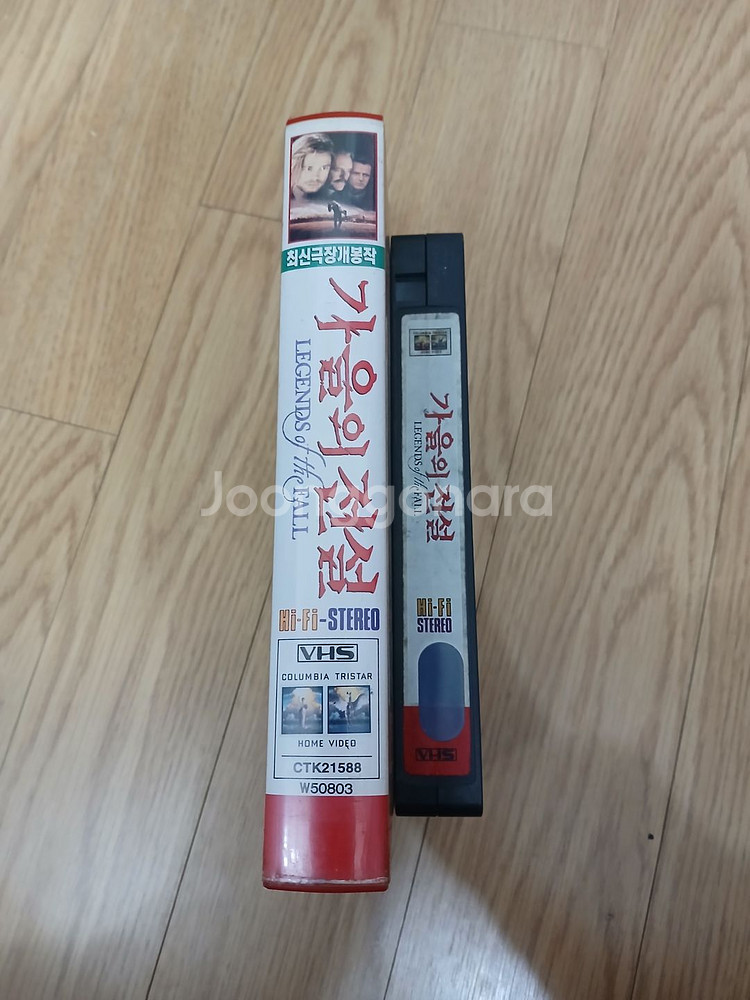 최신극장개봉작
가을의전설
LEGENDS of the FALL
Hi-Fi-STEREO
VHS
COLUMBIA TRISTAR
HOME VIDEO
CTK21588
W50803
가을의전설
LEGENDS of the FALL
Hi-Fi
STEREO
VHS
Joonggonara